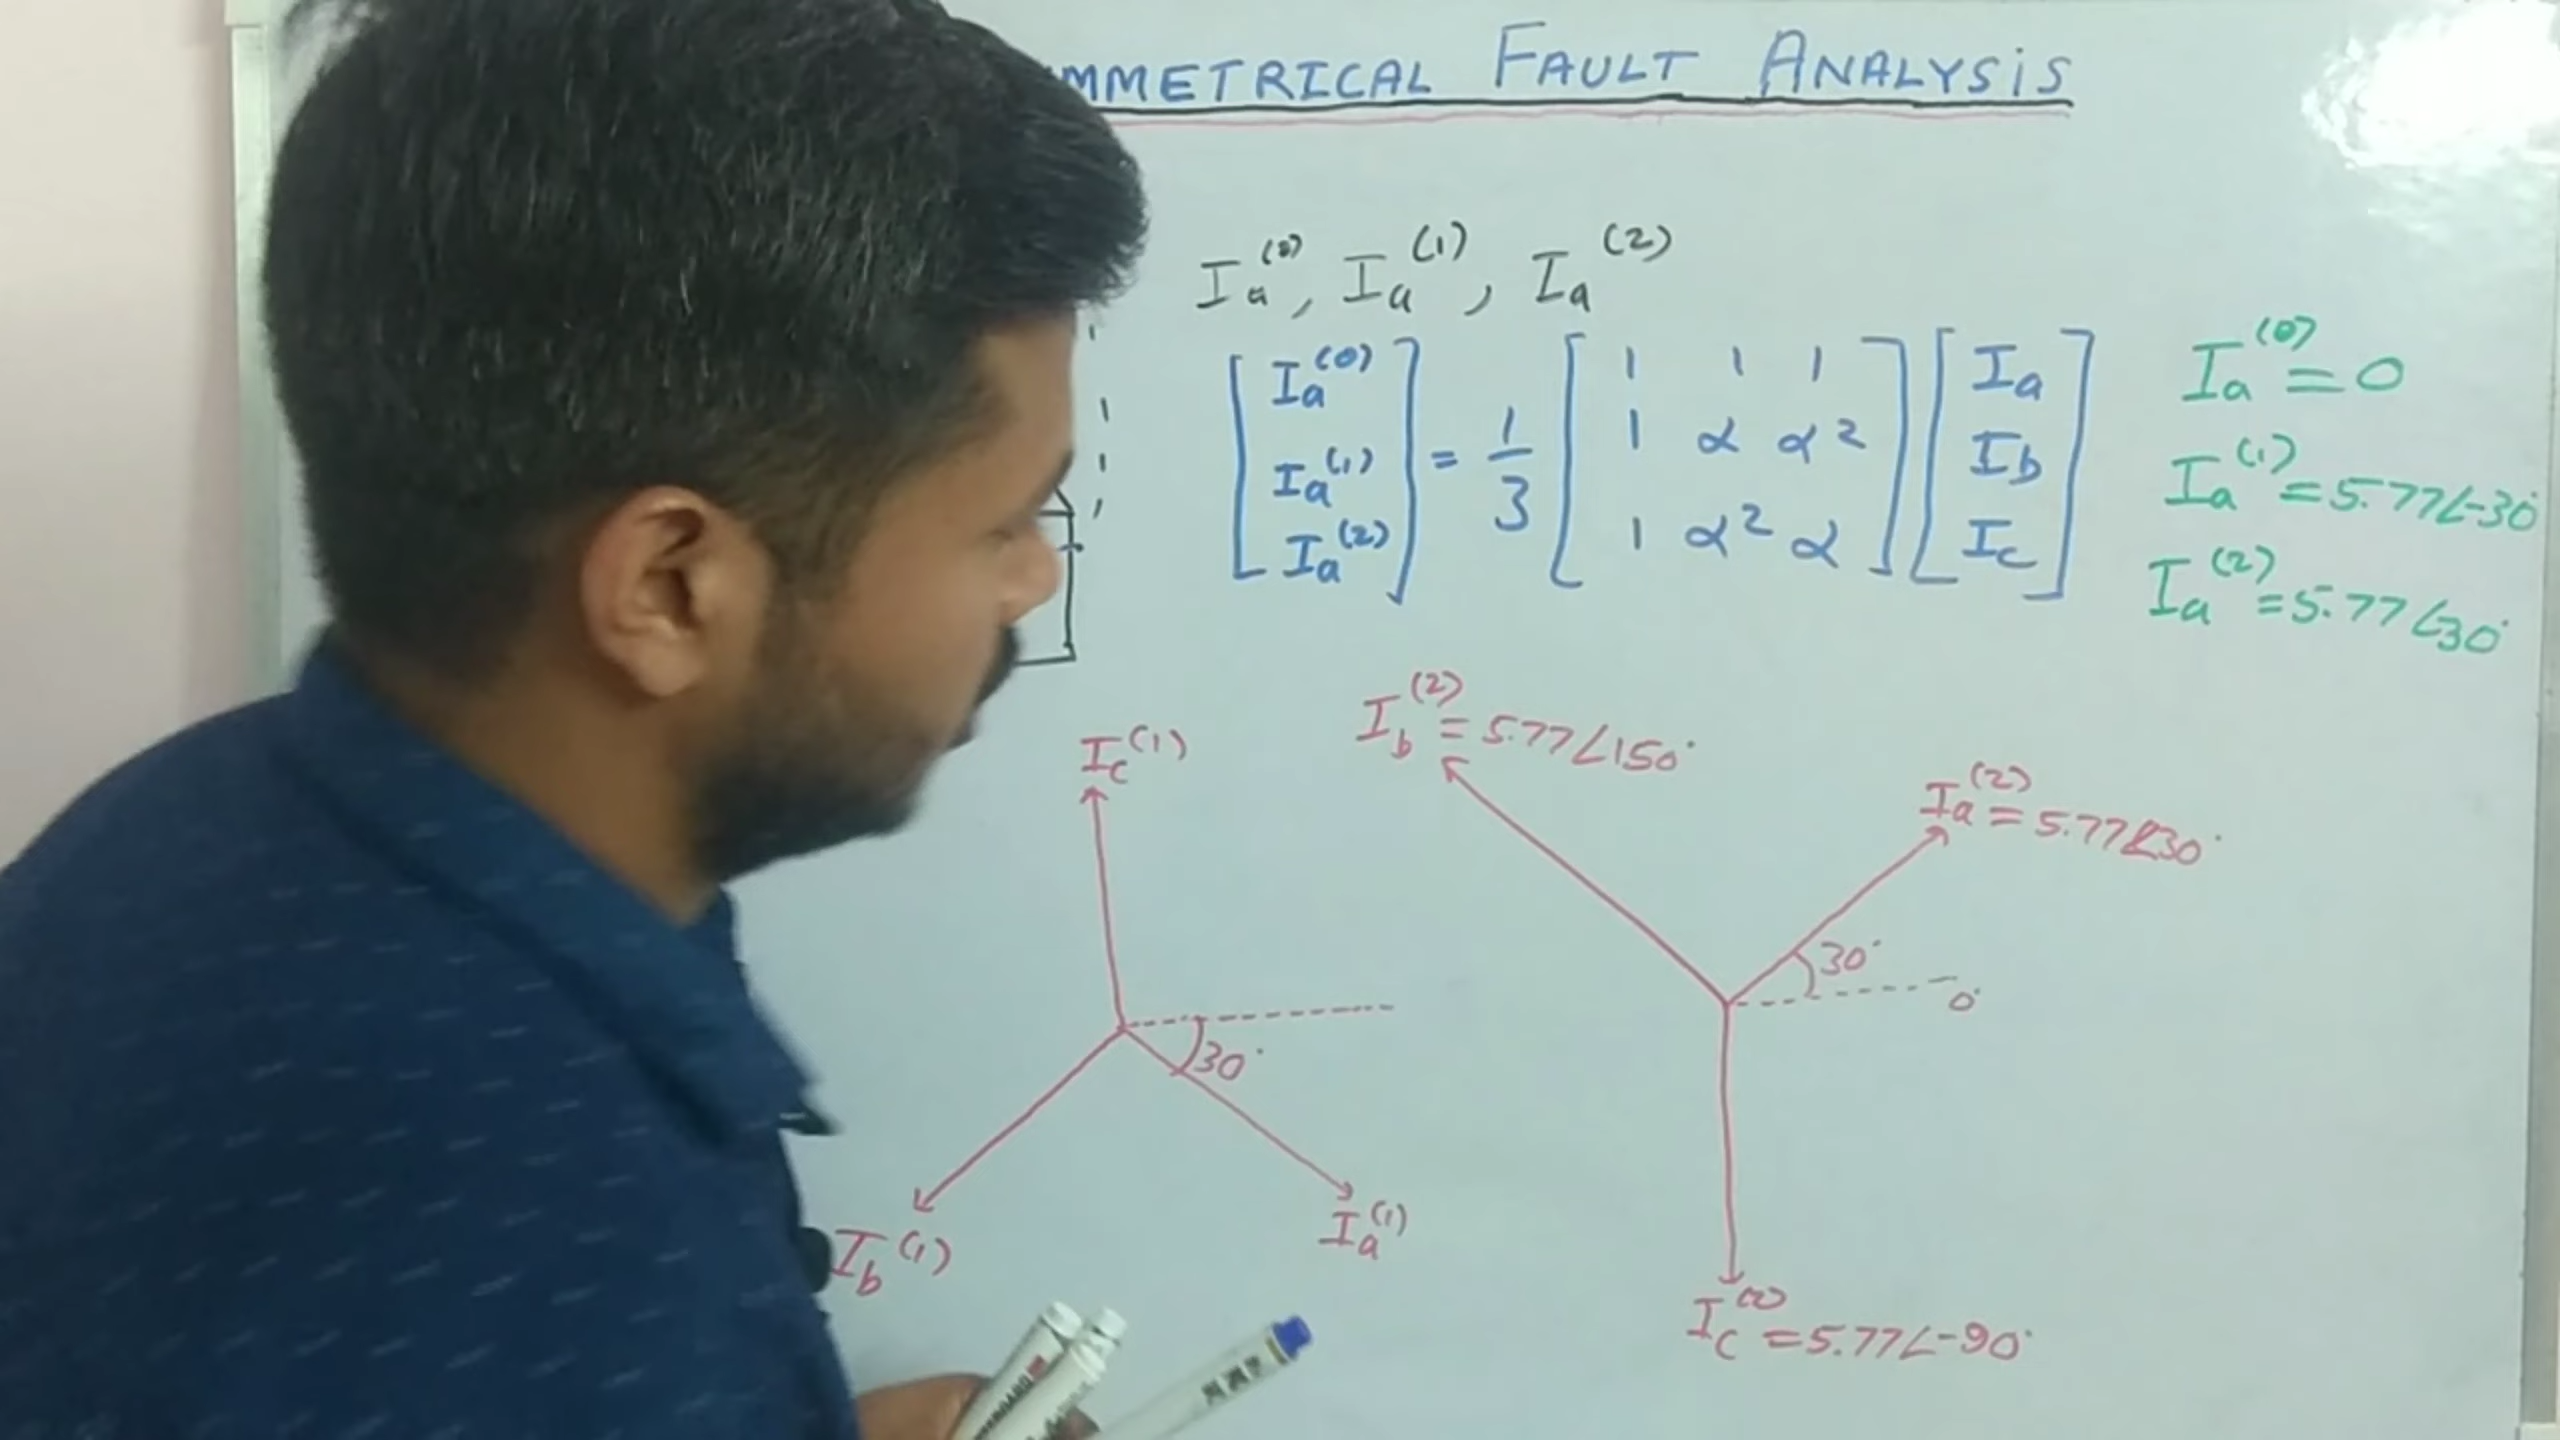 MMETRICAL FAULT ANALYSIS
Ia(0), Ia(1), Ia(2)
[Ia(0) Ia(1) Ia(2)] = 1/3 [1 1 1
1 α α²
1 α² α] [Ia Ib Ic]
Ia(0) = 0
Ia(1) = 5.77∠-30°
Ia(2) = 5.77∠30°
Ic(1)
30°
Ib(1)
Ia(1)
Ib(2) = 5.77∠150°
Ia(2) = 5.77∠30°
30°
0°
Ic(2) = 5.77∠-90°